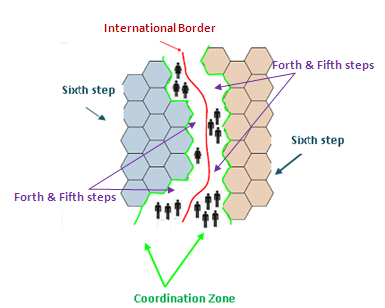 International Border
Forth & Fifth steps
Sixth step
Sixth step
Forth & Fifth steps
Coordination Zone